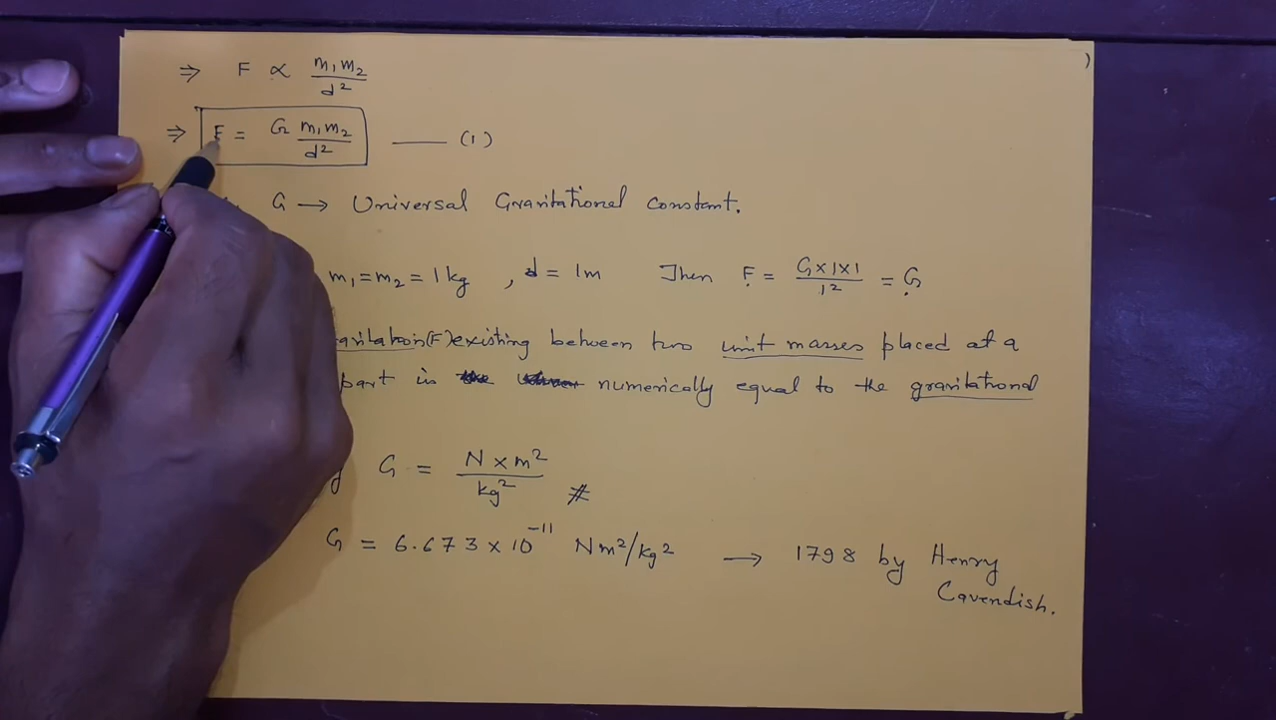 ⇒ F ∝ m₁m₂/d²
⇒ F = G m₁m₂/d² —— (1)
G → Universal Gravitational Constant.
m₁ = m₂ = 1 kg , d = 1m Then F = G×1×1/1² = G
(F) existing between two unit masses placed at a
in numerically equal to the gravitational
G = N × m²/kg² #
G = 6.673 × 10⁻¹¹ Nm²/kg² → 1798 by Henry
Cavendish.